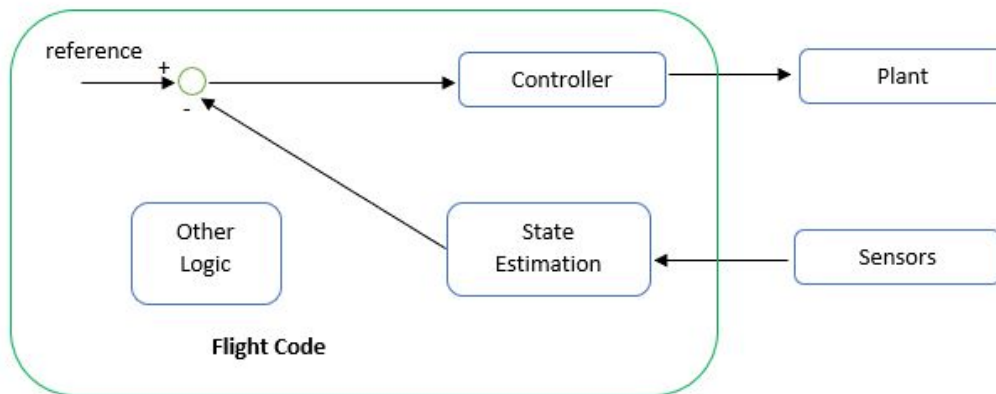 reference
+
-
Controller
Plant
Other
Logic
State
Estimation
Sensors
Flight Code